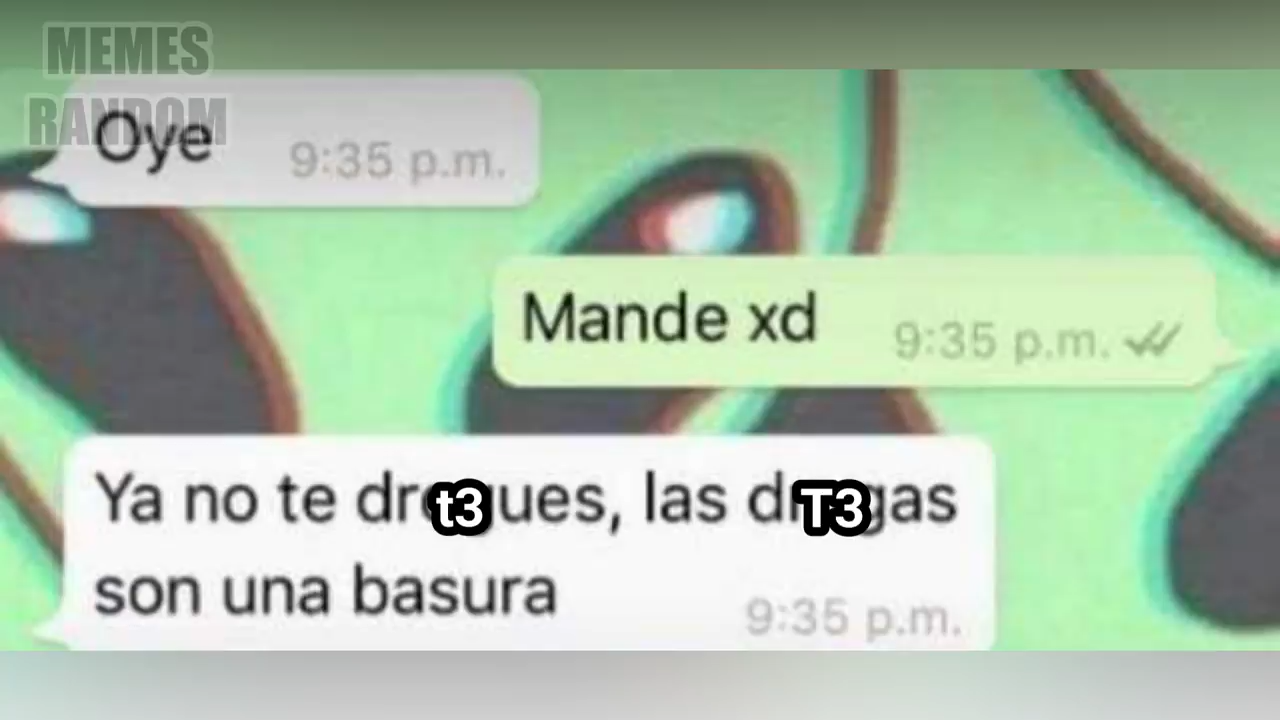 MEMES
RANDOM
Oye 9:35 p.m.
Mande xd 9:35 p.m.
Ya no te drt3gues, las dT3gas
son una basura 9:35 p.m.